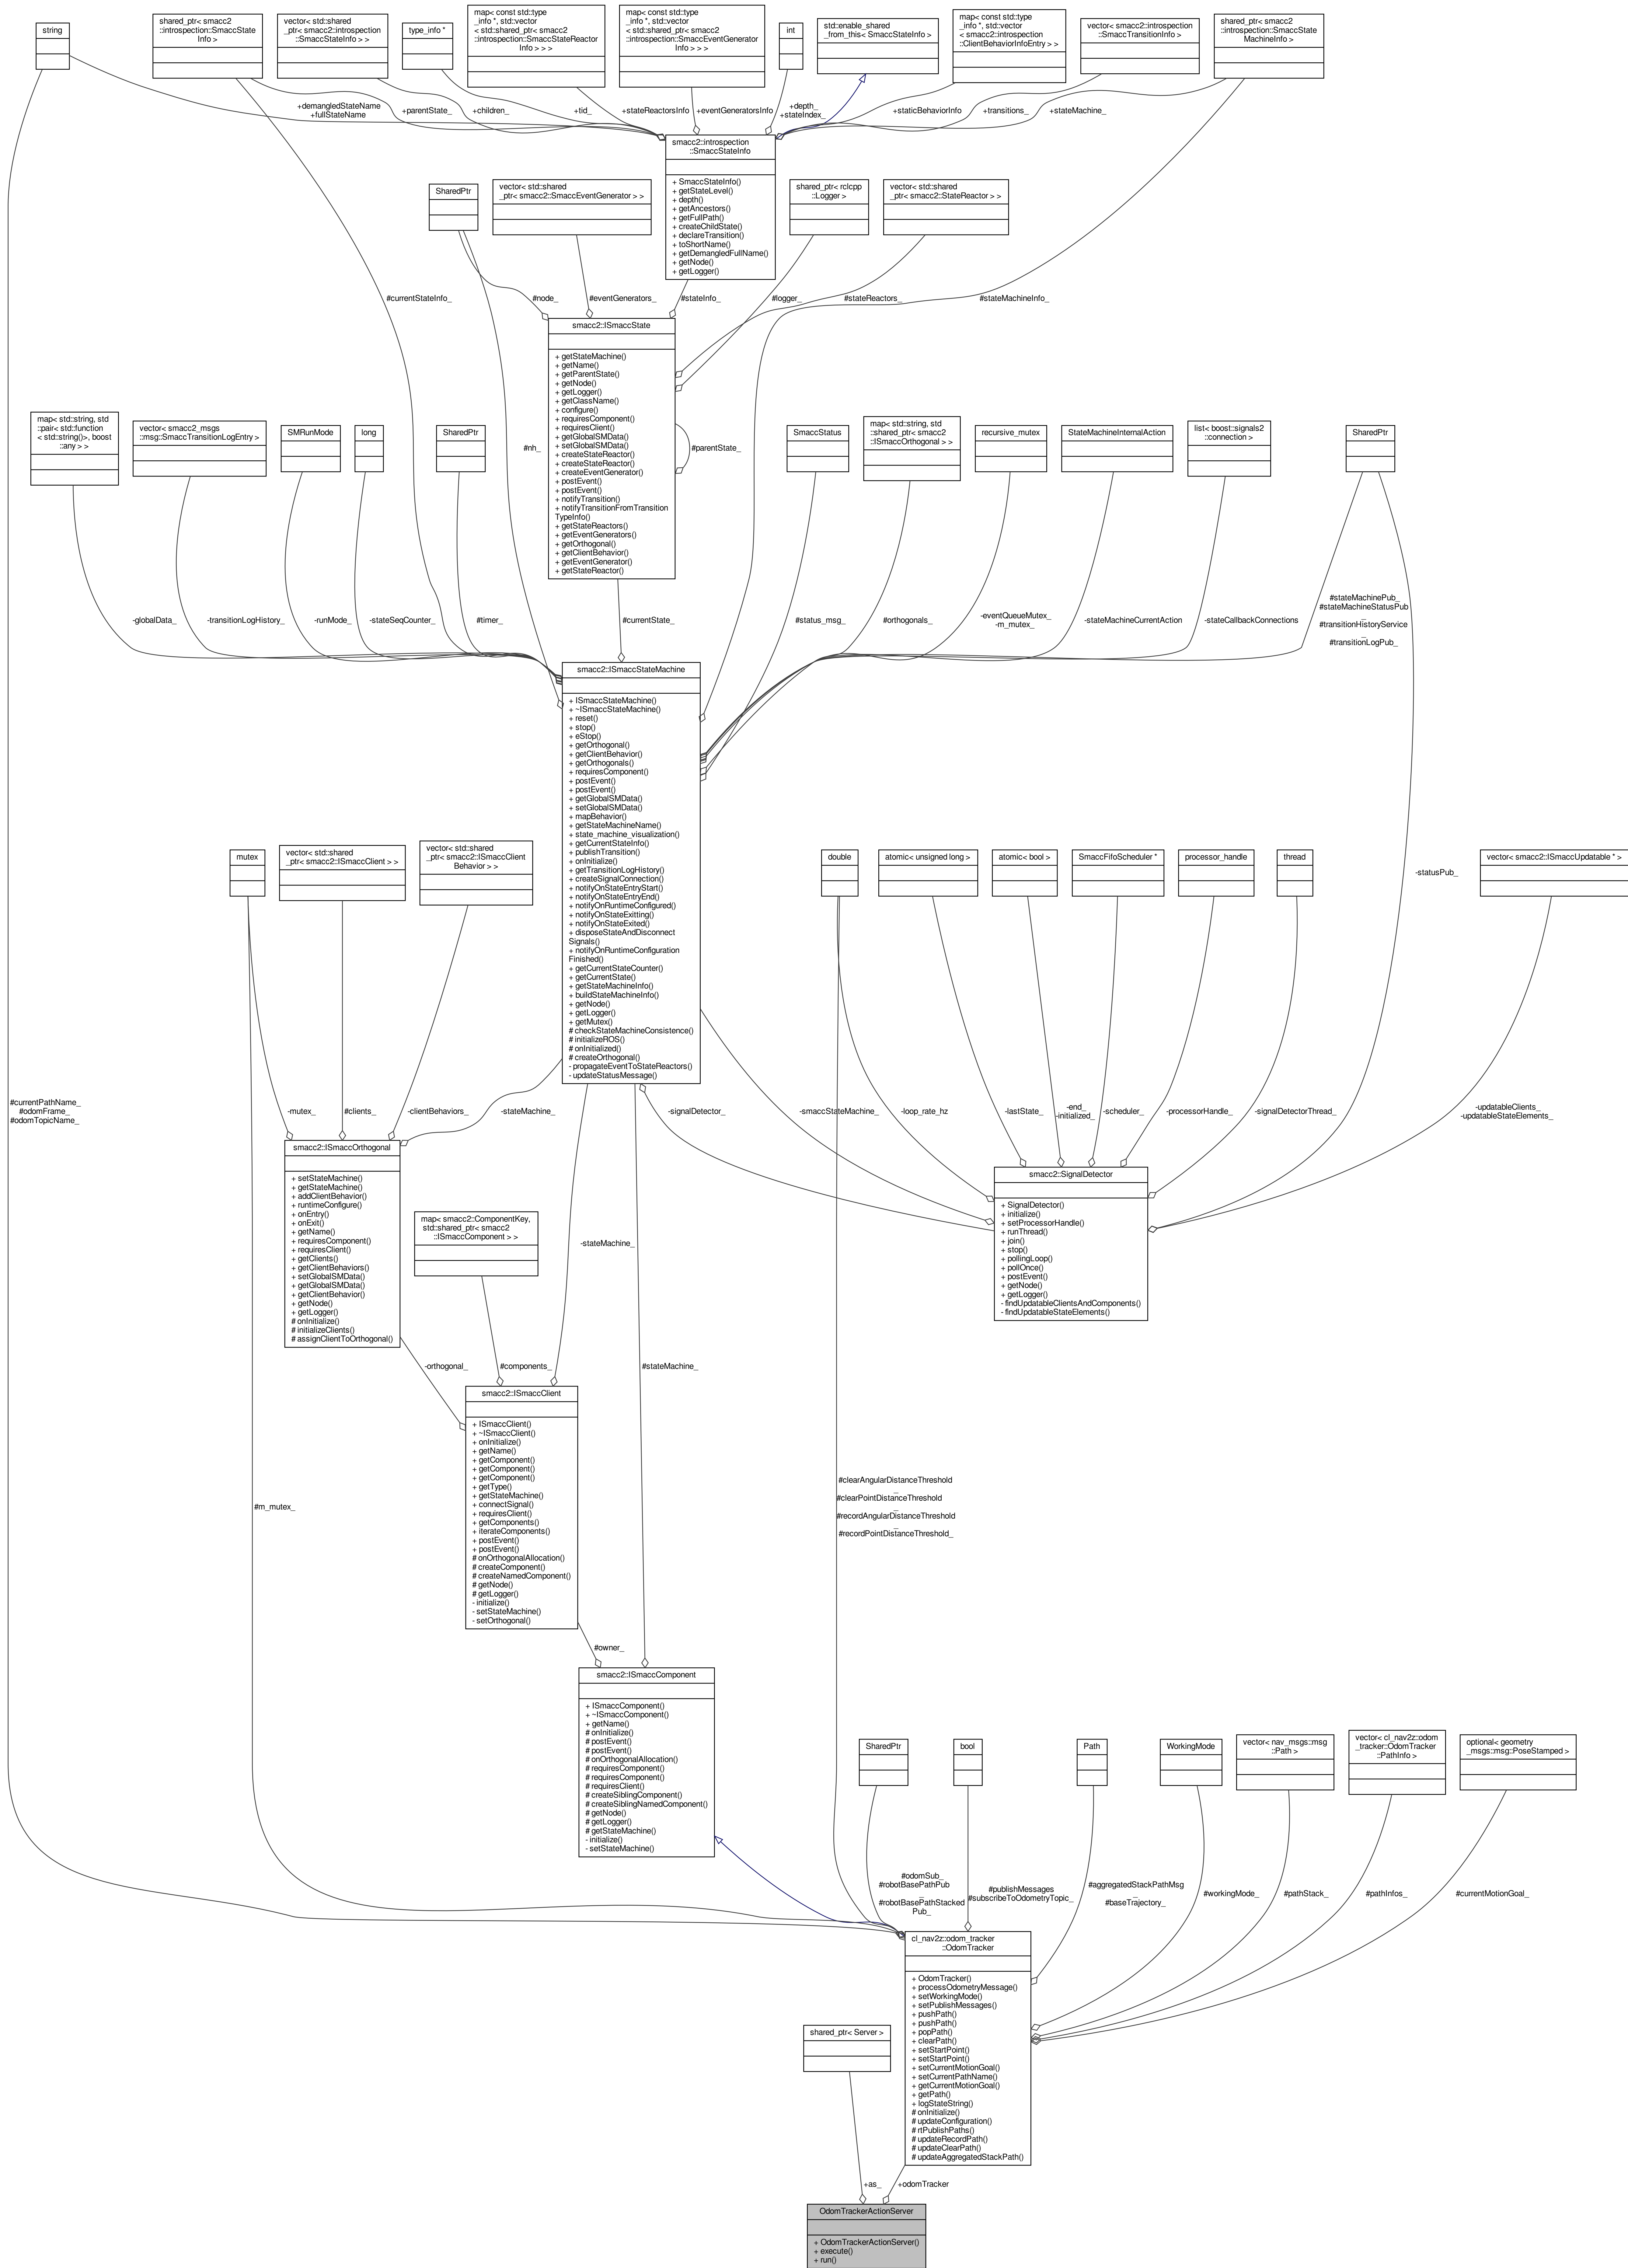 string
shared_ptr< smacc2
::introspection::SmaccState
Info >
vector< std::shared
_ptr< smacc2::introspection
::SmaccStateInfo > >
type_info *
map< const std::type
_info *, std::vector
< std::shared_ptr< smacc2
::introspection::SmaccStateReactor
Info > > >
map< const std::type
_info *, std::vector
< std::shared_ptr< smacc2
::introspection::SmaccEventGenerator
Info > > >
int
std::enable_shared
_from_this< SmaccStateInfo >
map< const std::type
_info *, std::vector
< smacc2::introspection
::ClientBehaviorInfoEntry > >
vector< smacc2::introspection
::SmaccTransitionInfo >
shared_ptr< smacc2
::introspection::SmaccState
MachineInfo >
+demangledStateName
+fullStateName
+parentState_
+children_
+tid_
+stateReactorsInfo
+eventGeneratorsInfo
+depth_
+stateIndex_
+staticBehaviorInfo
+transitions_
+stateMachine_
smacc2::introspection
::SmaccStateInfo
+ SmaccStateInfo()
+ getStateLevel()
+ depth()
+ getAncestors()
+ getFullPath()
+ createChildState()
+ declareTransition()
+ toShortName()
+ getDemangledFullName()
+ getNode()
+ getLogger()
SharedPtr
vector< std::shared
_ptr< smacc2::SmaccEventGenerator > >
shared_ptr< rclcpp
::Logger >
vector< std::shared
_ptr< smacc2::StateReactor > >
#currentStateInfo_
#node_
#eventGenerators_
#stateInfo_
#logger_
#stateReactors_
#stateMachineInfo_
smacc2::ISmaccState
+ getStateMachine()
+ getName()
+ getParentState()
+ getNode()
+ getLogger()
+ getClassName()
+ configure()
+ requiresComponent()
+ requiresClient()
+ getGlobalSMData()
+ setGlobalSMData()
+ createStateReactor()
+ createStateReactor()
+ createEventGenerator()
+ postEvent()
+ postEvent()
+ notifyTransition()
+ notifyTransitionFromTransition
TypeInfo()
+ getStateReactors()
+ getEventGenerators()
+ getOrthogonal()
+ getClientBehavior()
+ getEventGenerator()
+ getStateReactor()
#nh_
#parentState_
map< std::string, std
::pair< std::function
< std::string()>, boost
::any > >
vector< smacc2_msgs
::msg::SmaccTransitionLogEntry >
SMRunMode
long
SharedPtr
SmaccStatus
map< std::string, std
::shared_ptr< smacc2
::ISmaccOrthogonal > >
recursive_mutex
StateMachineInternalAction
list< boost::signals2
::connection >
SharedPtr
-globalData_
-transitionLogHistory_
-runMode_
-stateSeqCounter_
#timer_
#currentState_
#status_msg_
#orthogonals_
-eventQueueMutex_
-m_mutex_
-stateMachineCurrentAction
-stateCallbackConnections
#stateMachinePub_
#stateMachineStatusPub
_
#transitionHistoryService
_
#transitionLogPub_
smacc2::ISmaccStateMachine
+ ISmaccStateMachine()
+ ~ISmaccStateMachine()
+ reset()
+ stop()
+ eStop()
+ getOrthogonal()
+ getClientBehavior()
+ getOrthogonals()
+ requiresComponent()
+ postEvent()
+ postEvent()
+ getGlobalSMData()
+ setGlobalSMData()
+ mapBehavior()
+ getStateMachineName()
+ state_machine_visualization()
+ getCurrentStateInfo()
+ publishTransition()
+ onInitialize()
+ getTransitionLogHistory()
+ createSignalConnection()
+ notifyOnStateEntryStart()
+ notifyOnStateEntryEnd()
+ notifyOnRuntimeConfigured()
+ notifyOnStateExitting()
+ notifyOnStateExited()
+ disposeStateAndDisconnect
Signals()
+ notifyOnRuntimeConfiguration
Finished()
+ getCurrentStateCounter()
+ getCurrentState()
+ getStateMachineInfo()
+ buildStateMachineInfo()
+ getNode()
+ getLogger()
+ getMutex()
# checkStateMachineConsistence()
# initializeROS()
# onInitialized()
# createOrthogonal()
- propagateEventToStateReactors()
- updateStatusMessage()
mutex
vector< std::shared
_ptr< smacc2::ISmaccClient > >
vector< std::shared
_ptr< smacc2::ISmaccClient
Behavior > >
double
atomic< unsigned long >
atomic< bool >
SmaccFifoScheduler *
processor_handle
thread
-statusPub_
vector< smacc2::ISmaccUpdatable * >
#currentPathName_
#odomFrame_
#odomTopicName_
-mutex_
#clients_
-clientBehaviors_
-stateMachine_
-signalDetector_
-smaccStateMachine_
-loop_rate_hz
-lastState_
-end_
-initialized_
-scheduler_
-processorHandle_
-signalDetectorThread_
-updatableClients_
-updatableStateElements_
smacc2::ISmaccOrthogonal
+ setStateMachine()
+ getStateMachine()
+ addClientBehavior()
+ runtimeConfigure()
+ onEntry()
+ onExit()
+ getName()
+ requiresComponent()
+ requiresClient()
+ getClients()
+ getClientBehaviors()
+ setGlobalSMData()
+ getGlobalSMData()
+ getClientBehavior()
+ getNode()
+ getLogger()
# onInitialize()
# initializeClients()
# assignClientToOrthogonal()
smacc2::SignalDetector
+ SignalDetector()
+ initialize()
+ setProcessorHandle()
+ runThread()
+ join()
+ stop()
+ pollingLoop()
+ pollOnce()
+ postEvent()
+ getNode()
+ getLogger()
- findUpdatableClientsAndComponents()
- findUpdatableStateElements()
map< smacc2::ComponentKey,
std::shared_ptr< smacc2
::ISmaccComponent > >
-stateMachine_
-orthogonal_
#components_
#stateMachine_
smacc2::ISmaccClient
+ ISmaccClient()
+ ~ISmaccClient()
+ onInitialize()
+ getName()
+ getComponent()
+ getComponent()
+ getComponent()
+ getType()
+ getStateMachine()
+ connectSignal()
+ requiresClient()
+ getComponents()
+ iterateComponents()
+ postEvent()
+ postEvent()
# onOrthogonalAllocation()
# createComponent()
# createNamedComponent()
# getNode()
# getLogger()
- initialize()
- setStateMachine()
- setOrthogonal()
#m_mutex_
#clearAngularDistanceThreshold
_
#clearPointDistanceThreshold
_
#recordAngularDistanceThreshold
_
#recordPointDistanceThreshold_
#owner_
smacc2::ISmaccComponent
+ ISmaccComponent()
+ ~ISmaccComponent()
+ getName()
# onInitialize()
# postEvent()
# postEvent()
# onOrthogonalAllocation()
# requiresComponent()
# requiresComponent()
# requiresClient()
# createSiblingComponent()
# createSiblingNamedComponent()
# getNode()
# getLogger()
# getStateMachine()
- initialize()
- setStateMachine()
SharedPtr
bool
Path
WorkingMode
vector< nav_msgs::msg
::Path >
vector< cl_nav2z::odom
_tracker::OdomTracker
::PathInfo >
optional< geometry
_msgs::msg::PoseStamped >
#odomSub_
#robotBasePathPub
_
#robotBasePathStacked
Pub_
#publishMessages
#subscribeToOdometryTopic_
#aggregatedStackPathMsg
_
#baseTrajectory_
#workingMode_
#pathStack_
#pathInfos_
#currentMotionGoal_
cl_nav2z::odom_tracker
::OdomTracker
+ OdomTracker()
+ processOdometryMessage()
+ setWorkingMode()
+ setPublishMessages()
+ pushPath()
+ pushPath()
+ popPath()
+ clearPath()
+ setStartPoint()
+ setStartPoint()
+ setCurrentMotionGoal()
+ setCurrentPathName()
+ getCurrentMotionGoal()
+ getPath()
+ logStateString()
# onInitialize()
# updateConfiguration()
# rtPublishPaths()
# updateRecordPath()
# updateClearPath()
# updateAggregatedStackPath()
shared_ptr< Server >
+as_
+odomTracker
OdomTrackerActionServer
+ OdomTrackerActionServer()
+ execute()
+ run()